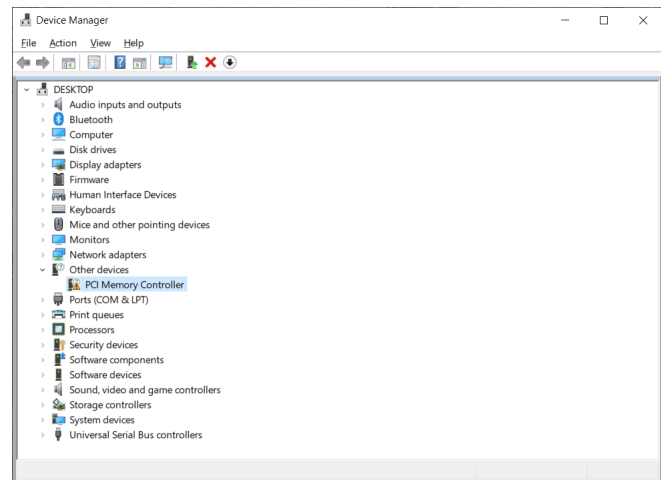 Device Manager
File Action View Help
DESKTOP
Audio inputs and outputs
Bluetooth
Computer
Disk drives
Display adapters
Firmware
Human Interface Devices
Keyboards
Mice and other pointing devices
Monitors
Network adapters
Other devices
PCI Memory Controller
Ports (COM & LPT)
Print queues
Processors
Security devices
Software components
Software devices
Sound, video and game controllers
Storage controllers
System devices
Universal Serial Bus controllers